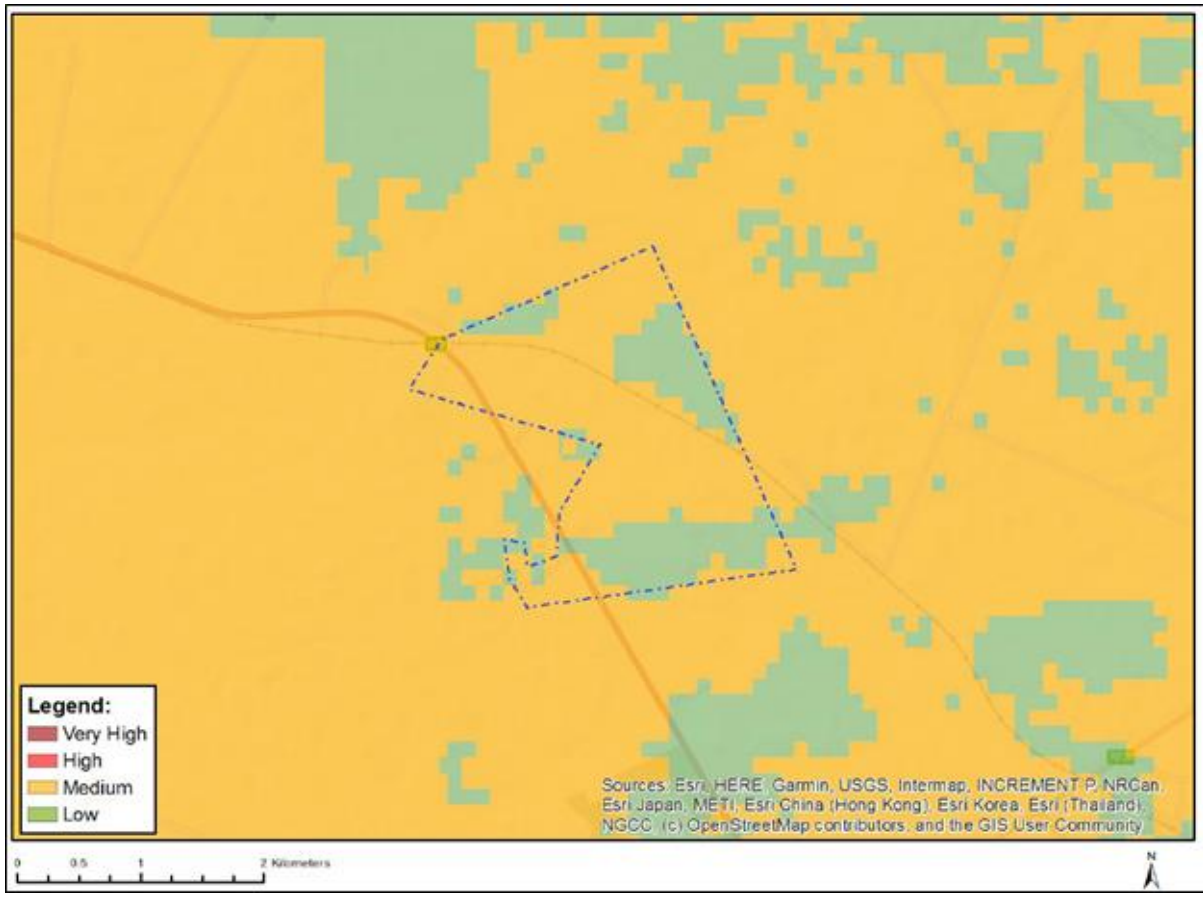 Legend:
Very High
High
Medium
Low
Sources: Esri, HERE, Garmin, USGS, Intermap, INCREMENT P, NRCan,
Esri Japan, METI, Esri China (Hong Kong), Esri Korea, Esri (Thailand),
NGCC, (c) OpenStreetMap contributors, and the GIS User Community
0 0.5 1 2 Kilometers
N